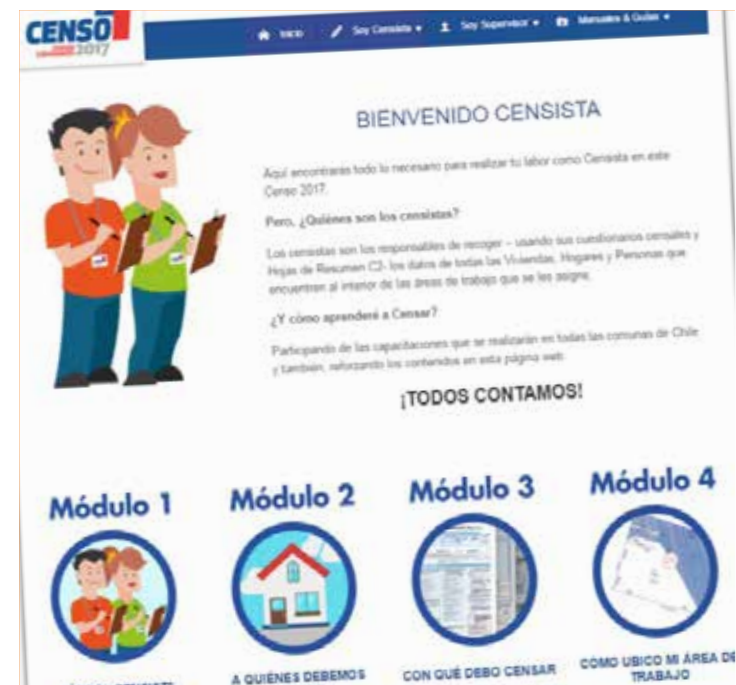 CENSO
2017
Inicio Soy Censista Soy Supervisor Manuales & Guías
BIENVENIDO CENSISTA
Aquí encontrarás todo lo necesario para realizar tu labor como Censista en este
Censo 2017.
Pero, ¿Quiénes son los censistas?
Los censistas son los responsables de recoger – usando sus cuestionarios censales y
Hojas de Resumen C2- los datos de todas las Viviendas, Hogares y Personas que
encuentren al interior de las áreas de trabajo que se les asigne.
¿Y cómo aprenderé a Censar?
Participando de las capacitaciones que se realizarán en todas las comunas de Chile
y también, reforzando los contenidos en esta página web.
¡TODOS CONTAMOS!
Módulo 1 Módulo 2 Módulo 3 Módulo 4
A QUIÉNES DEBEMOS CON QUÉ DEBO CENSAR CÓMO UBICO MI ÁREA DE
TRABAJO